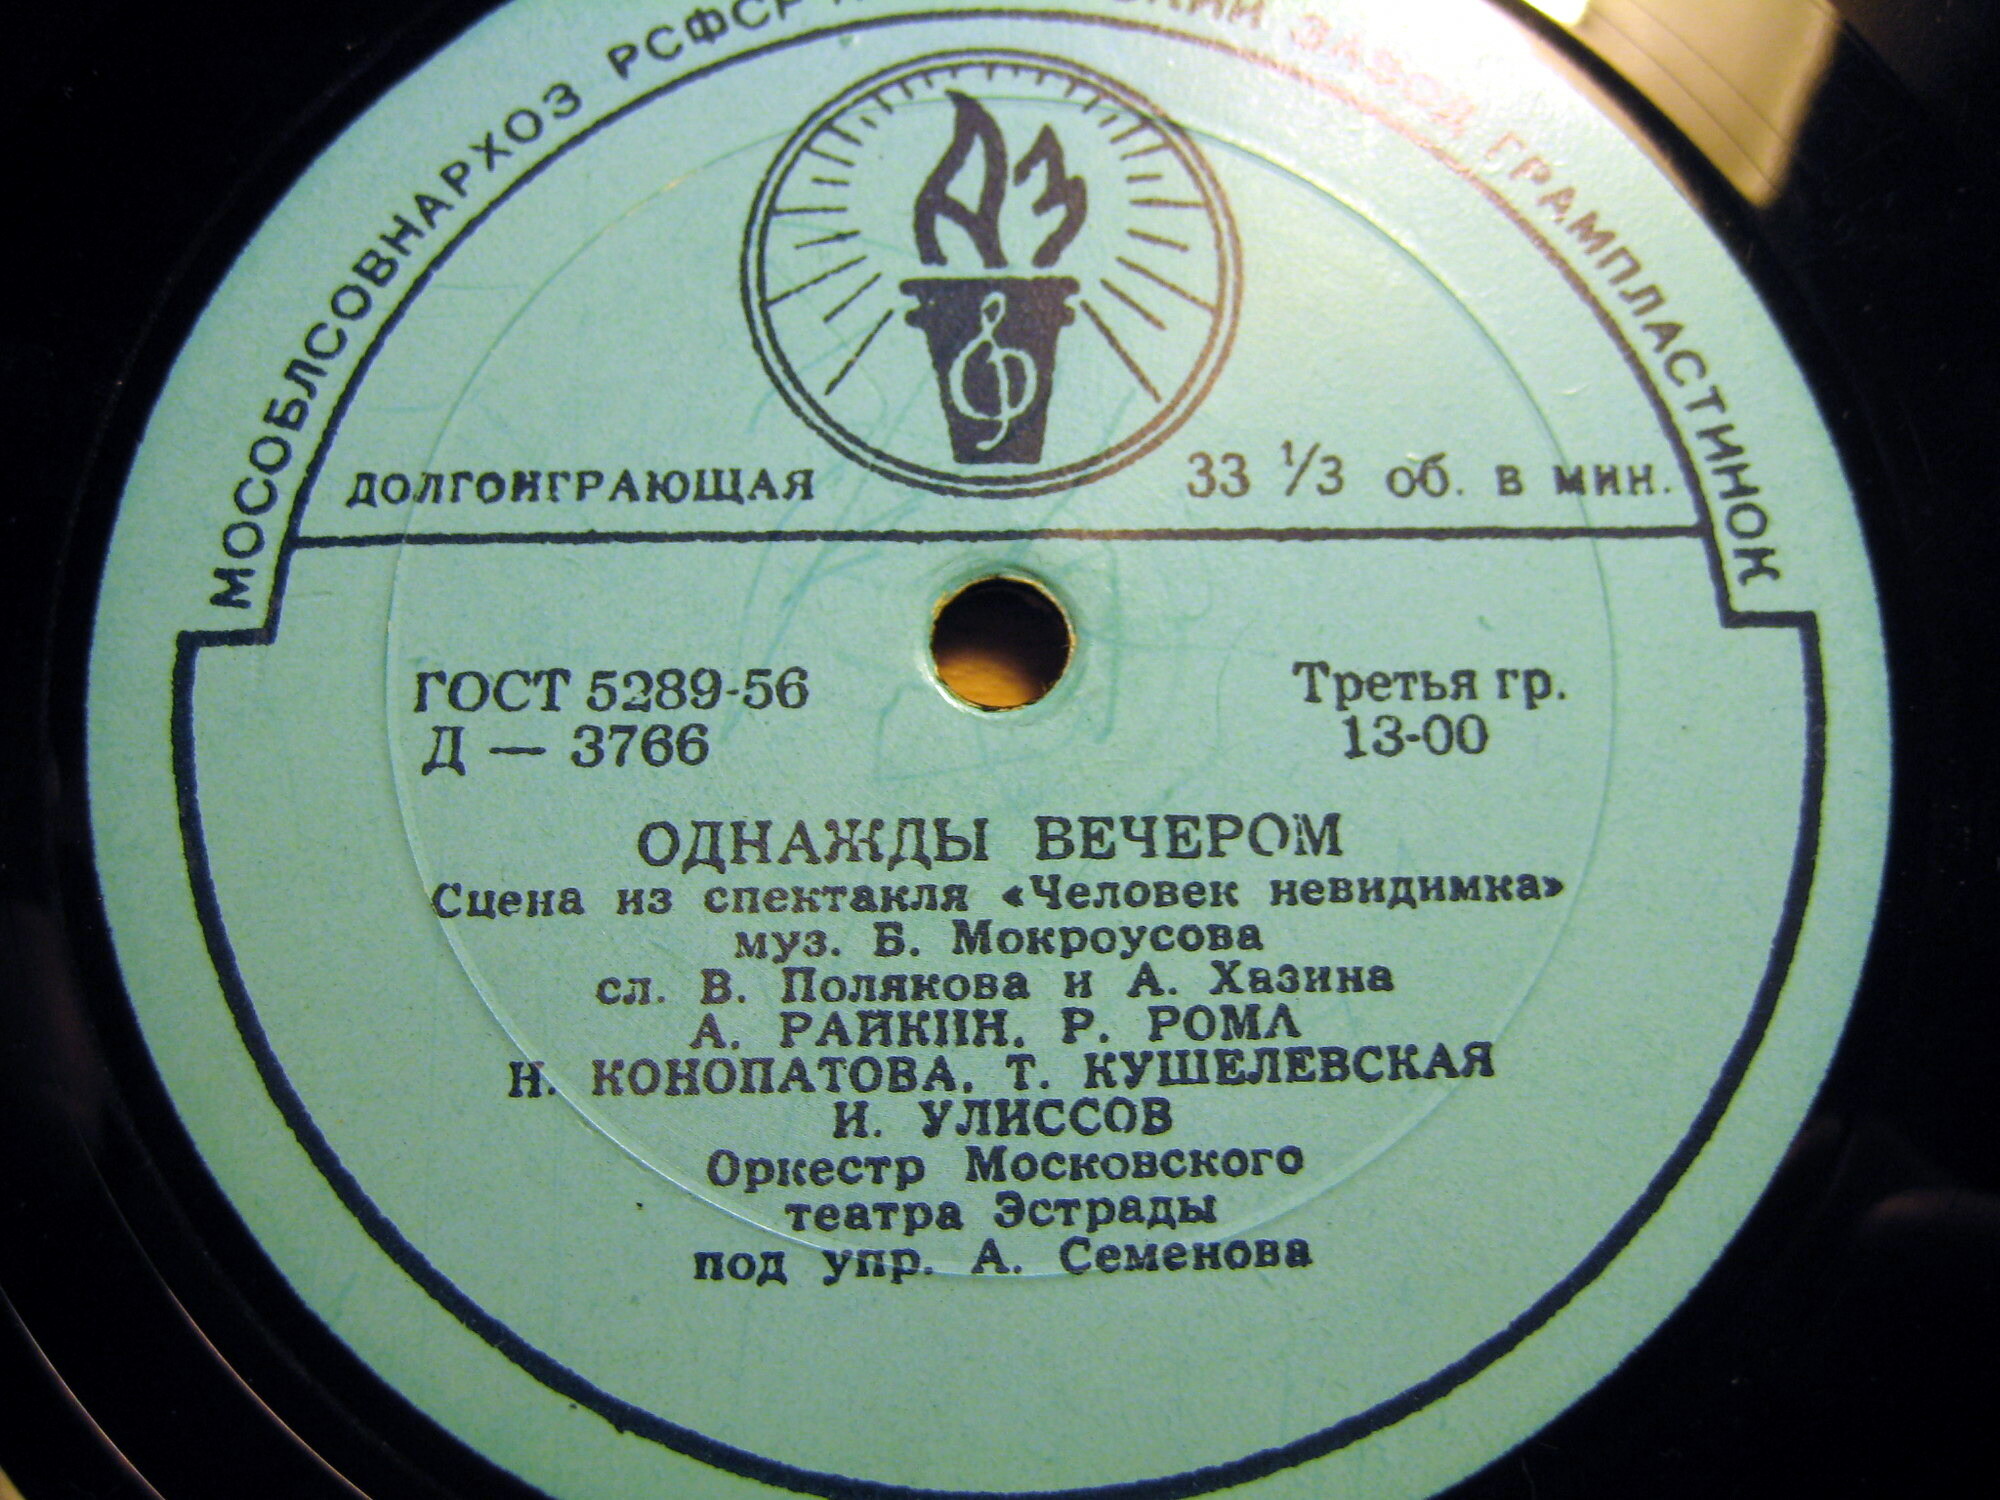 МОСОБЛСОВНАРХОЗ РСФСР ЗАВОД ГРАМПЛАСТИНОК
АЗ
ДОЛГОИГРАЮЩАЯ 33 1/3 об. в мин.
ГОСТ 5289-56 Третья гр.
Д — 3766 13-00
ОДНАЖДЫ ВЕЧЕРОМ
Сцена из спектакля «Человек невидимка»
муз. Б. Мокроусова
сл. В. Полякова и А. Хазина
А. РАЙКИН, Р. РОМА
Н. КОНОПАТОВА, Т. КУШЕЛЕВСКАЯ
И. УЛИССОВ
Оркестр Московского
театра Эстрады
под упр. А. Семенова